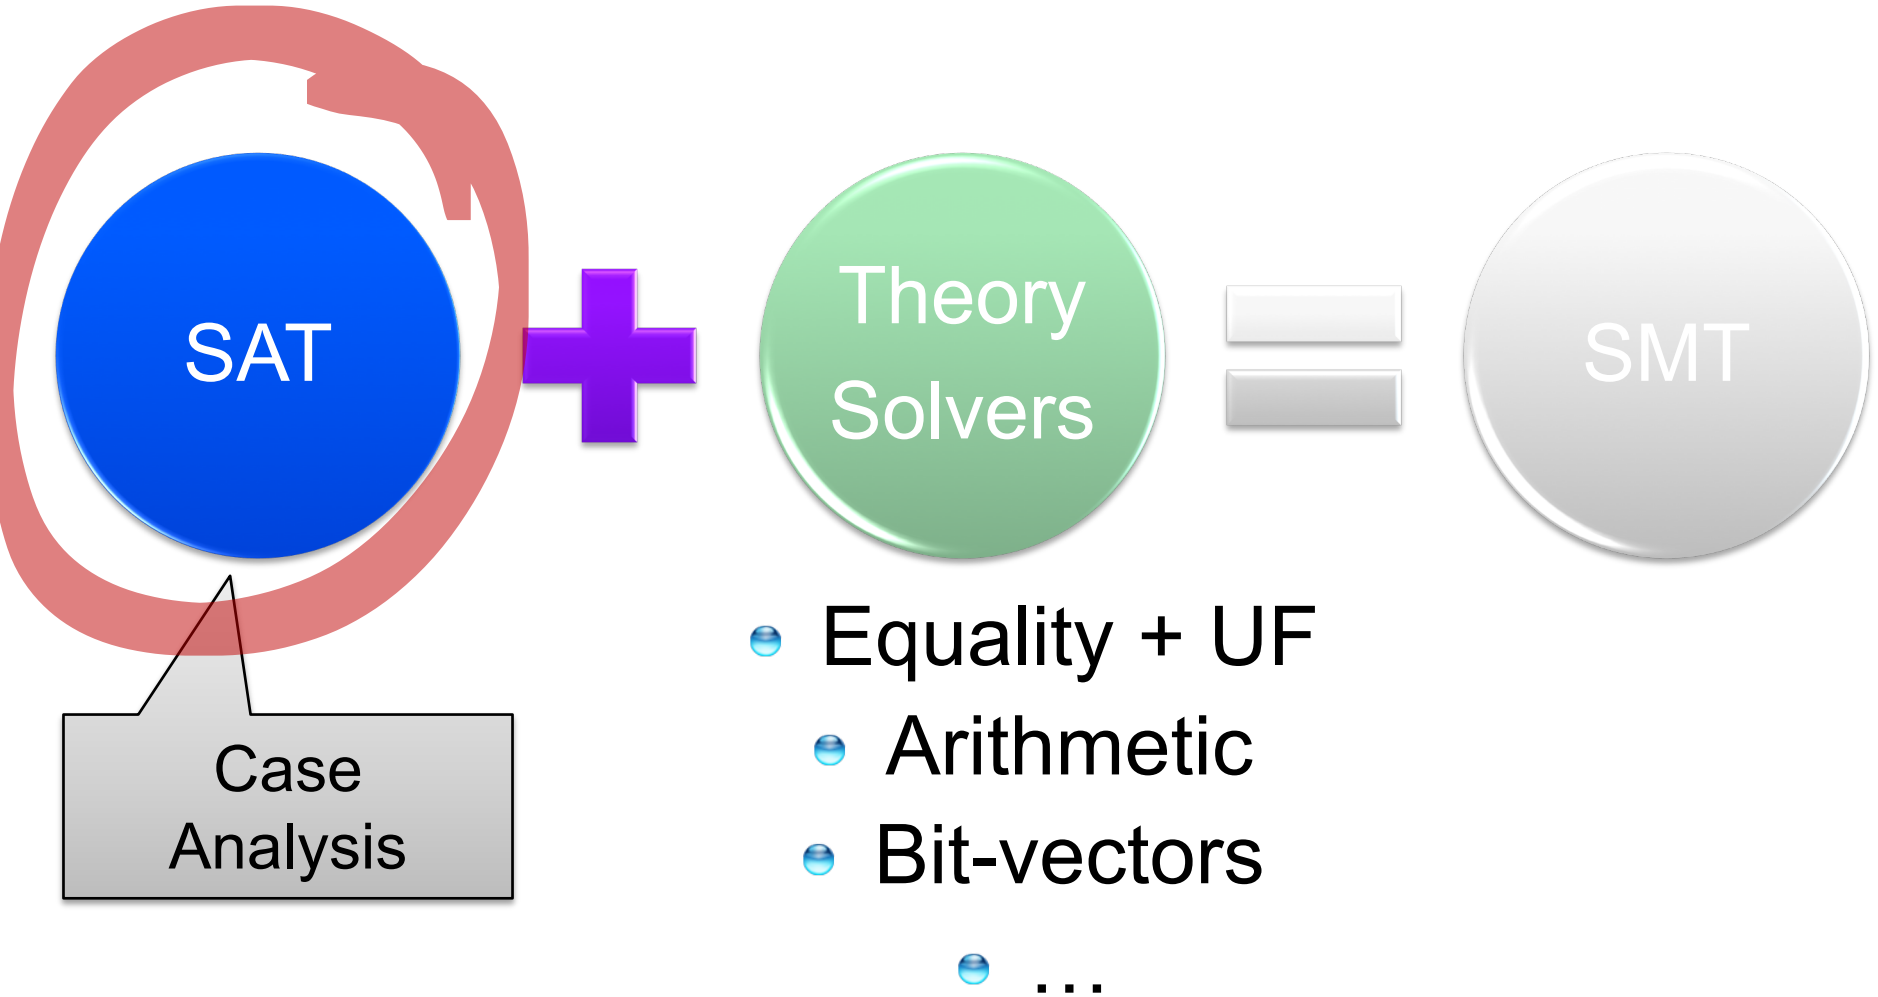 SAT
Theory
Solvers
SMT
Case
Analysis
Equality + UF
Arithmetic
Bit-vectors
…